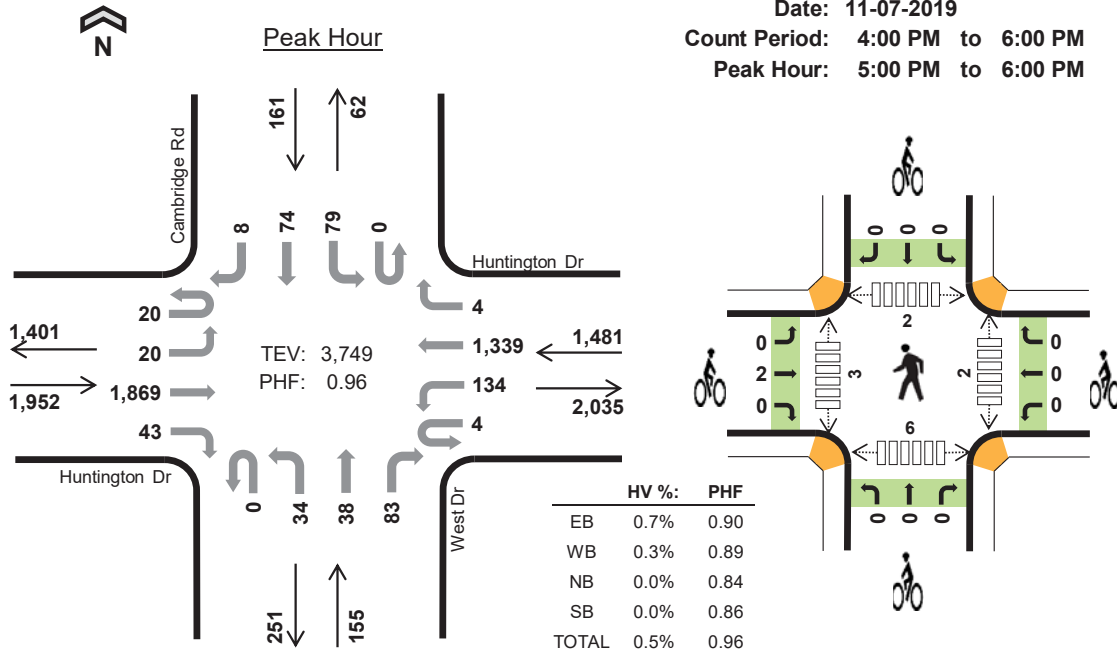 N
Peak Hour
Date: 11-07-2019
Count Period: 4:00 PM to 6:00 PM
Peak Hour: 5:00 PM to 6:00 PM
161
62
Cambridge Rd
8
74
79
0
Huntington Dr
20
20
1,869
43
1,401
1,952
TEV: 3,749
PHF: 0.96
4
1,339
134
4
1,481
2,035
Huntington Dr
0
34
38
83
West Dr
251
155
HV %: PHF
EB 0.7% 0.90
WB 0.3% 0.89
NB 0.0% 0.84
SB 0.0% 0.86
TOTAL 0.5% 0.96
0 0 0
2
0
2
0
3
2
0
0
0
6
0 0 0